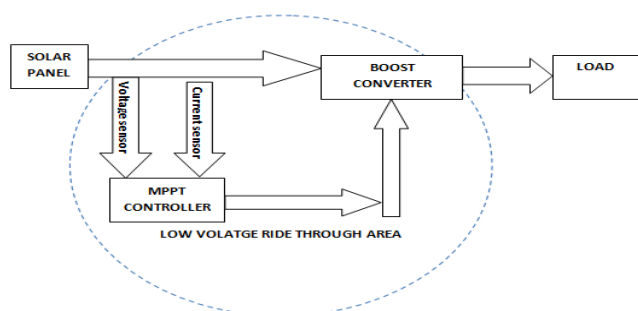 SOLAR
PANEL
BOOST
CONVERTER
LOAD
Voltage sensor
Current sensor
MPPT
CONTROLLER
LOW VOLATGE RIDE THROUGH AREA